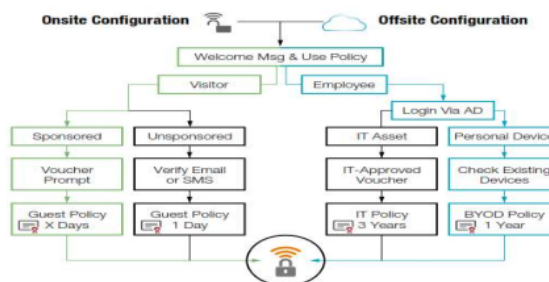 Onsite Configuration
Offsite Configuration
Welcome Msg & Use Policy
Visitor
Employee
Login Via AD
Sponsored
Unsponsored
IT Asset
Personal Device
Voucher
Prompt
Verify Email
or SMS
IT-Approved
Voucher
Check Existing
Devices
Guest Policy
X Days
Guest Policy
1 Day
IT Policy
3 Years
BYOD Policy
1 Year